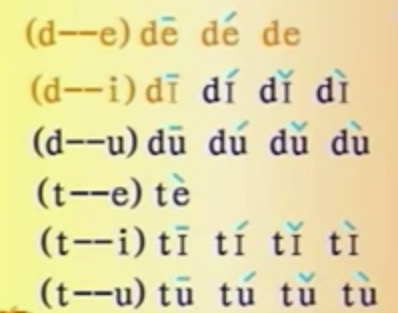 (d--e) dē dé de
(d--i) dī dí dǐ dì
(d--u) dū dú dǔ dù
(t--e) tè
(t--i) tī tí tǐ tì
(t--u) tū tú tǔ tù